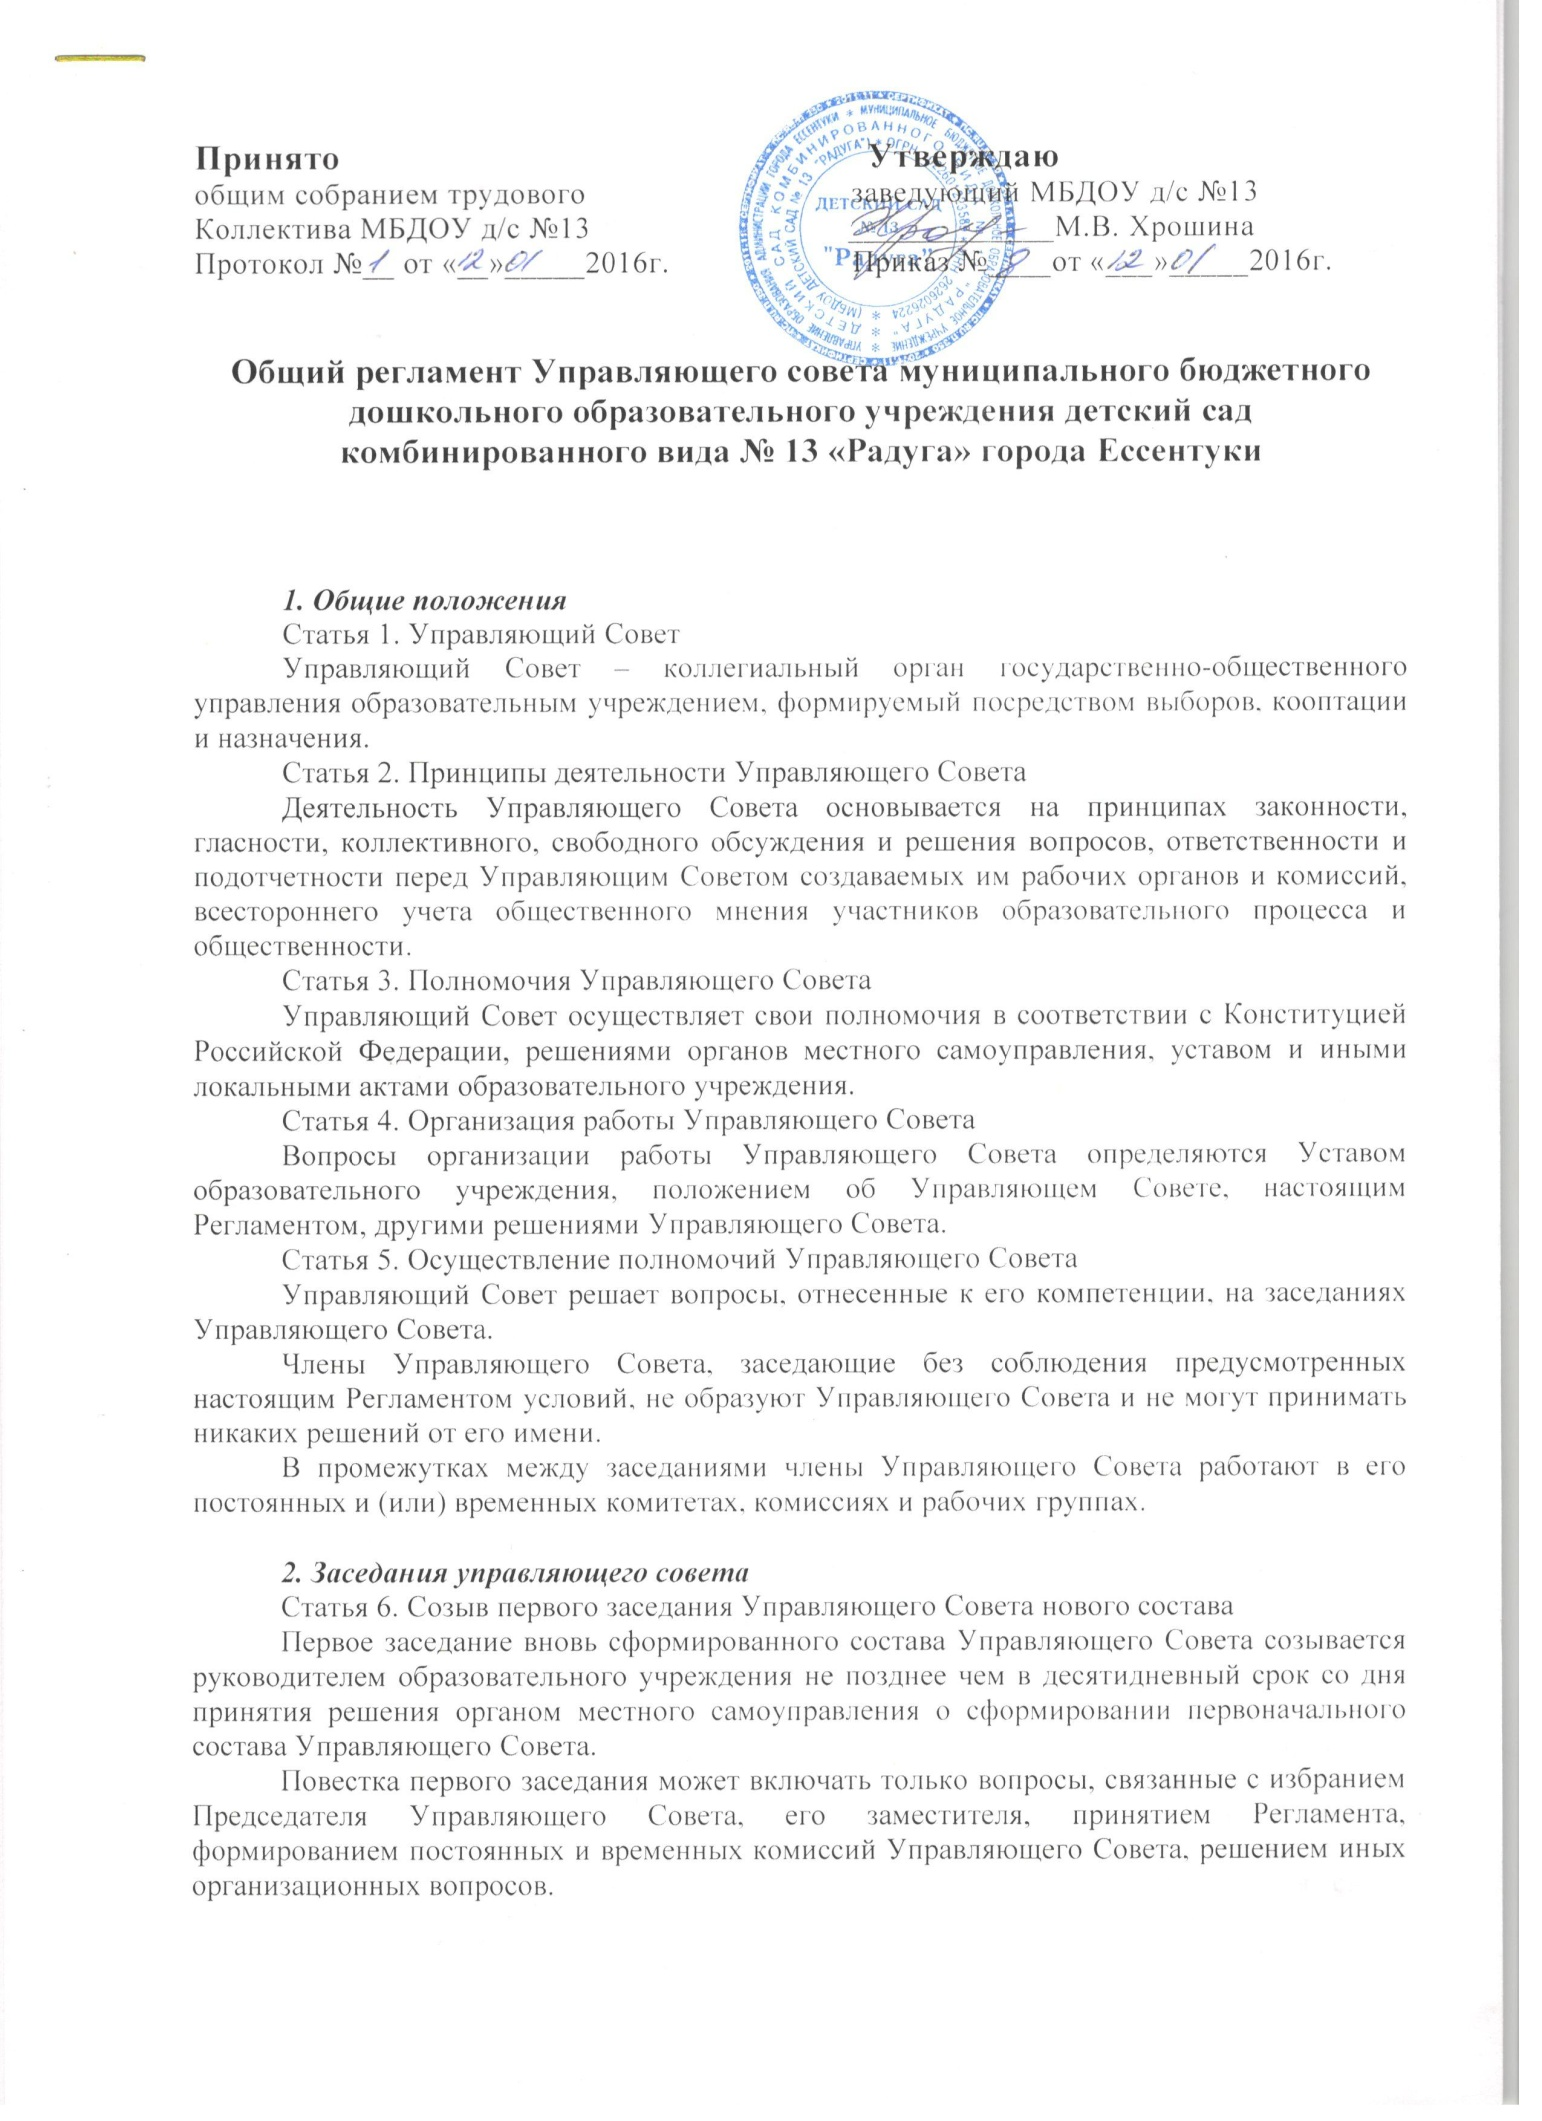 Принято
общим собранием трудового
Коллектива МБДОУ д/с №13
Протокол № 1 от «12» 01 2016г.
Утверждаю
заведующий МБДОУ д/с №13
М.В. Хрошина
Приказ № 8 от «12» 01 2016г.
ДЕТСКИЙ САД
№ 13
"Радуга"
Общий регламент Управляющего совета муниципального бюджетного
дошкольного образовательного учреждения детский сад
комбинированного вида № 13 «Радуга» города Ессентуки
1. Общие положения
Статья 1. Управляющий Совет
Управляющий Совет – коллегиальный орган государственно-общественного
управления образовательным учреждением, формируемый посредством выборов, кооптации
и назначения.
Статья 2. Принципы деятельности Управляющего Совета
Деятельность Управляющего Совета основывается на принципах законности,
гласности, коллективного, свободного обсуждения и решения вопросов, ответственности и
подотчетности перед Управляющим Советом создаваемых им рабочих органов и комиссий,
всестороннего учета общественного мнения участников образовательного процесса и
общественности.
Статья 3. Полномочия Управляющего Совета
Управляющий Совет осуществляет свои полномочия в соответствии с Конституцией
Российской Федерации, решениями органов местного самоуправления, уставом и иными
локальными актами образовательного учреждения.
Статья 4. Организация работы Управляющего Совета
Вопросы организации работы Управляющего Совета определяются Уставом
образовательного учреждения, положением об Управляющем Совете, настоящим
Регламентом, другими решениями Управляющего Совета.
Статья 5. Осуществление полномочий Управляющего Совета
Управляющий Совет решает вопросы, отнесенные к его компетенции, на заседаниях
Управляющего Совета.
Члены Управляющего Совета, заседающие без соблюдения предусмотренных
настоящим Регламентом условий, не образуют Управляющего Совета и не могут принимать
никаких решений от его имени.
В промежутках между заседаниями члены Управляющего Совета работают в его
постоянных и (или) временных комитетах, комиссиях и рабочих группах.
2. Заседания управляющего совета
Статья 6. Созыв первого заседания Управляющего Совета нового состава
Первое заседание вновь сформированного состава Управляющего Совета созывается
руководителем образовательного учреждения не позднее чем в десятидневный срок со дня
принятия решения органом местного самоуправления о сформировании первоначального
состава Управляющего Совета.
Повестка первого заседания может включать только вопросы, связанные с избранием
Председателя Управляющего Совета, его заместителя, принятием Регламента,
формированием постоянных и временных комиссий Управляющего Совета, решением иных
организационных вопросов.